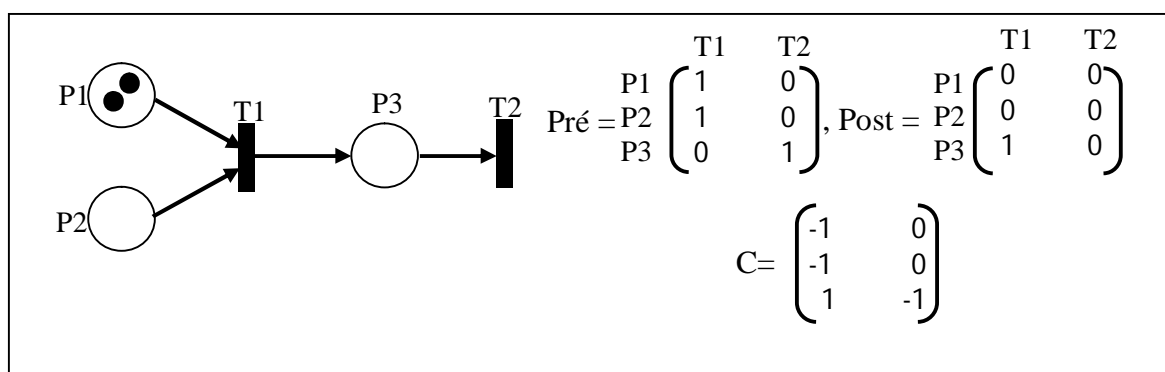 P1
P2
T1
P3
T2
Pré =
T1 T2
P1 1 0
P2 1 0
P3 0 1
, Post =
T1 T2
P1 0 0
P2 0 0
P3 1 0
C=
-1 0
-1 0
1 -1